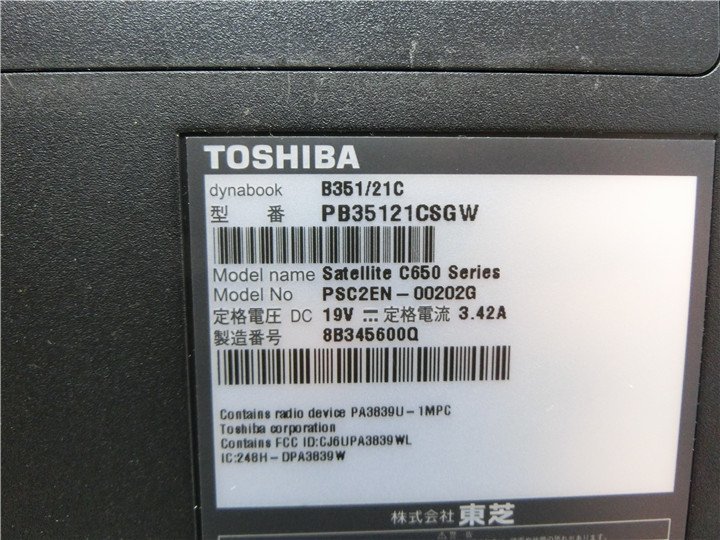 TOSHIBA
dynabook B351/21C
型 番 PB35121CSGW
Model name Satellite C650 Series
Model No PSC2EN-00202G
定格電圧 DC 19V ⎓ 定格電流 3.42A
製造番号 8B345600Q
Contains radio device PA3839U-1MPC
Toshiba corporation
Contains FCC ID:CJ6UPA3839WL
IC:248H-DPA3839W
株式会社 東芝